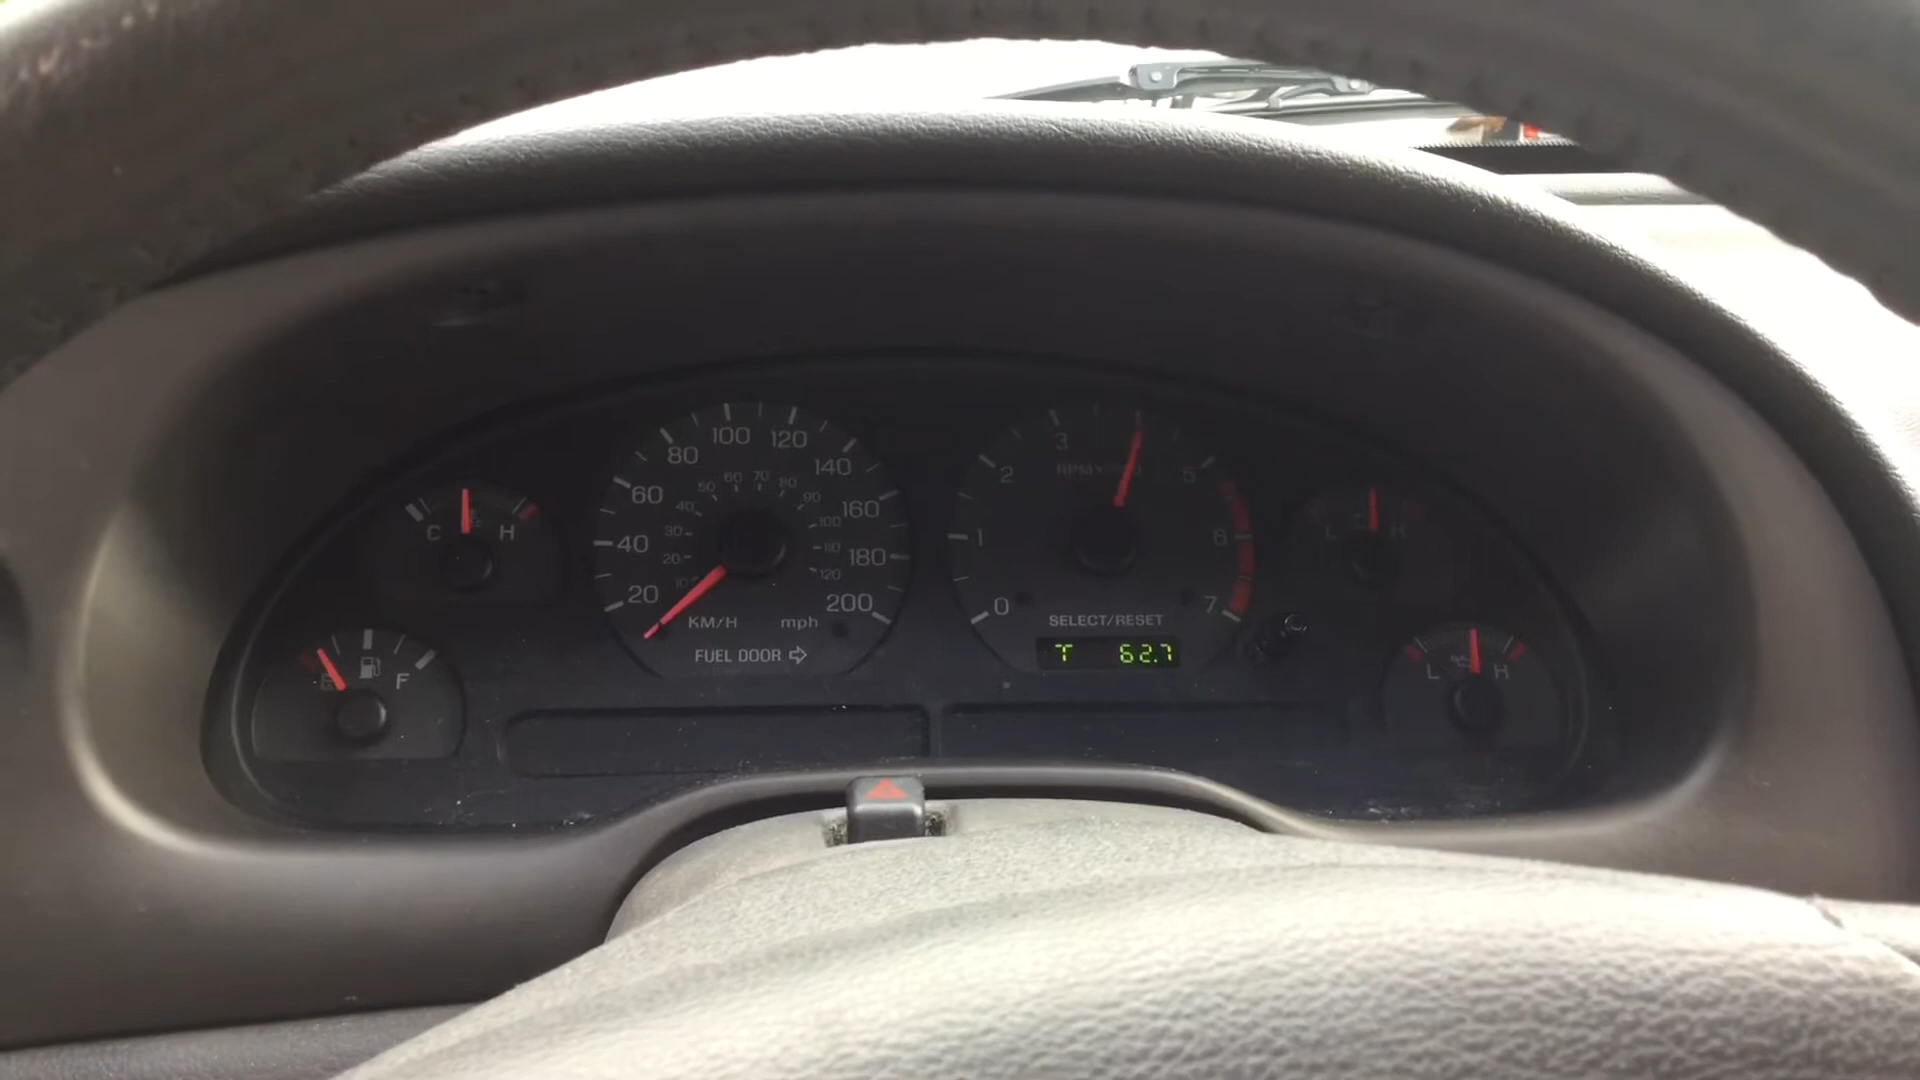 100 120
80 140
60 160
40 180
20 200
50 60 70 80
40 90
30 100
20 110
10 120
KM/H mph
FUEL DOOR
3
2 RPM 5
1 6
0 7
SELECT/RESET
T 62.7
C H
E F
L H
L H